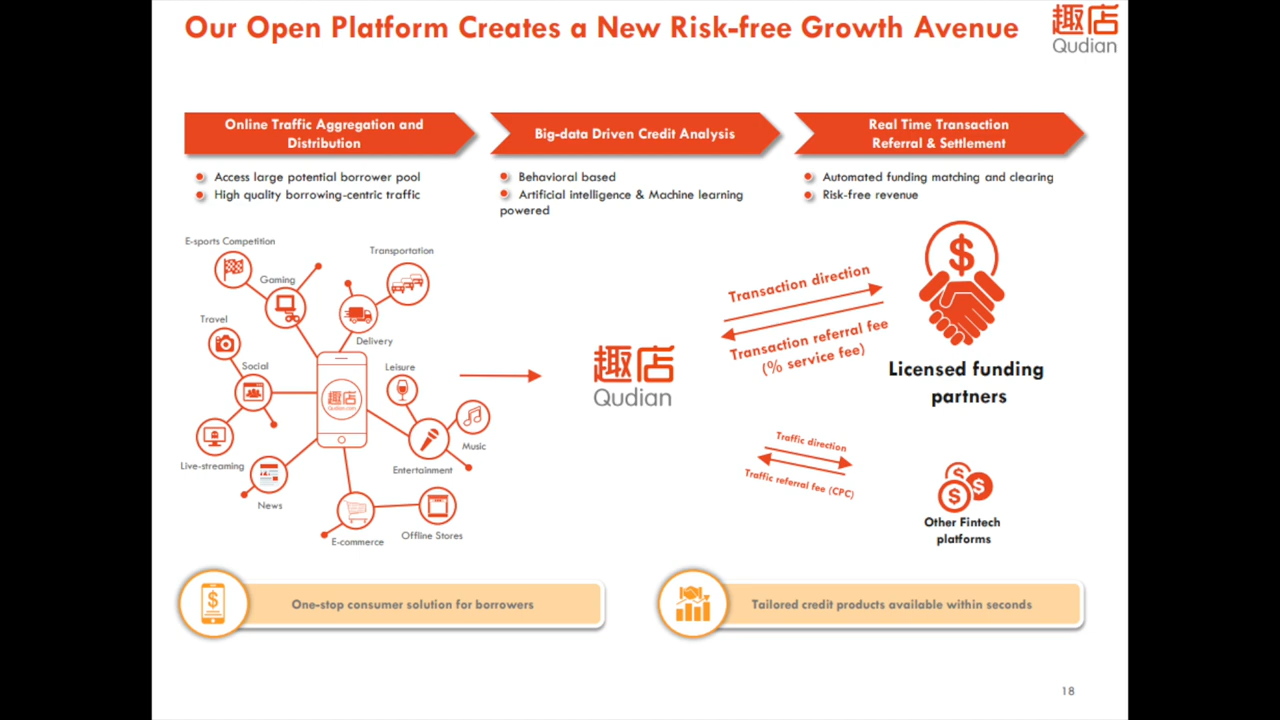 Our Open Platform Creates a New Risk-free Growth Avenue
趣店
Qudian
Online Traffic Aggregation and
Distribution
Big-data Driven Credit Analysis
Real Time Transaction
Referral & Settlement
Access large potential borrower pool
High quality borrowing-centric traffic
Behavioral based
Artificial intelligence & Machine learning
powered
Automated funding matching and clearing
Risk-free revenue
E-sports Competition
Gaming
Transportation
Travel
Delivery
Social
Leisure
趣店
Qudian.com
Music
Live-streaming
Entertainment
News
E-commerce
Offline Stores
趣店
Qudian
Transaction direction
Transaction referral fee
(% service fee)
$
Licensed funding
partners
Traffic direction
Traffic referral fee (CPC)
$
$
$
Other Fintech
platforms
$
One-stop consumer solution for borrowers
Tailored credit products available within seconds
18